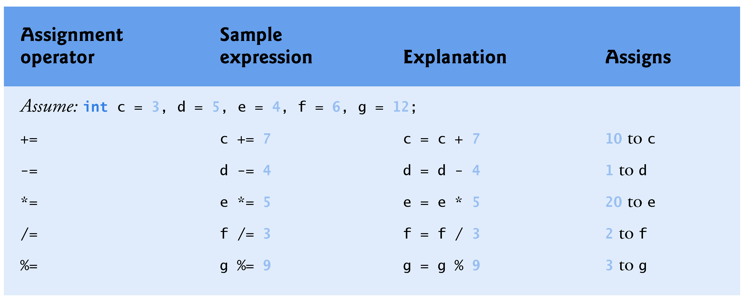 Assignment operator Sample expression Explanation Assigns
Assume: int c = 3, d = 5, e = 4, f = 6, g = 12;
+= c += 7 c = c + 7 10 to c
-= d -= 4 d = d - 4 1 to d
*= e *= 5 e = e * 5 20 to e
/= f /= 3 f = f / 3 2 to f
%= g %= 9 g = g % 9 3 to g